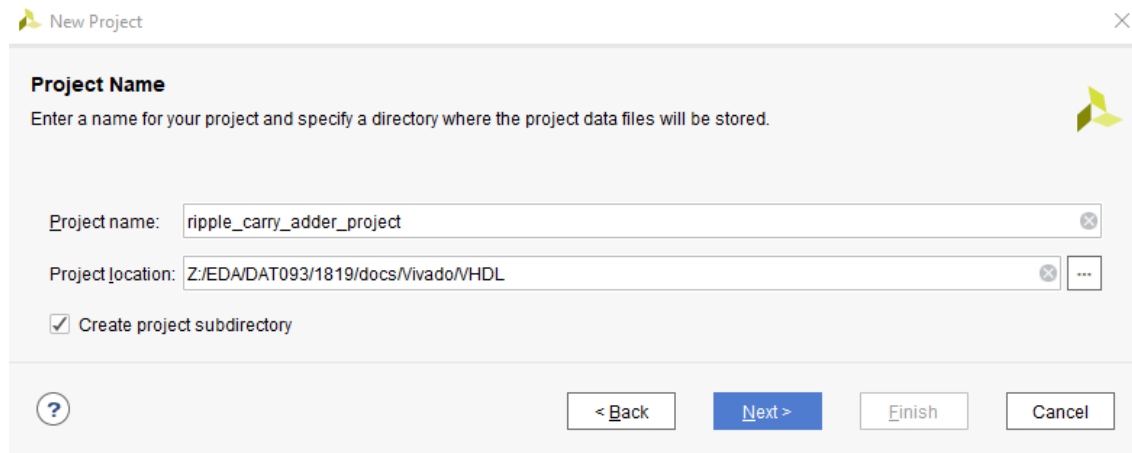 New Project
Project Name
Enter a name for your project and specify a directory where the project data files will be stored.
Project name: ripple_carry_adder_project
Project location: Z:/EDA/DAT093/1819/docs/Vivado/VHDL
...
Create project subdirectory
?
< Back Next > Finish Cancel